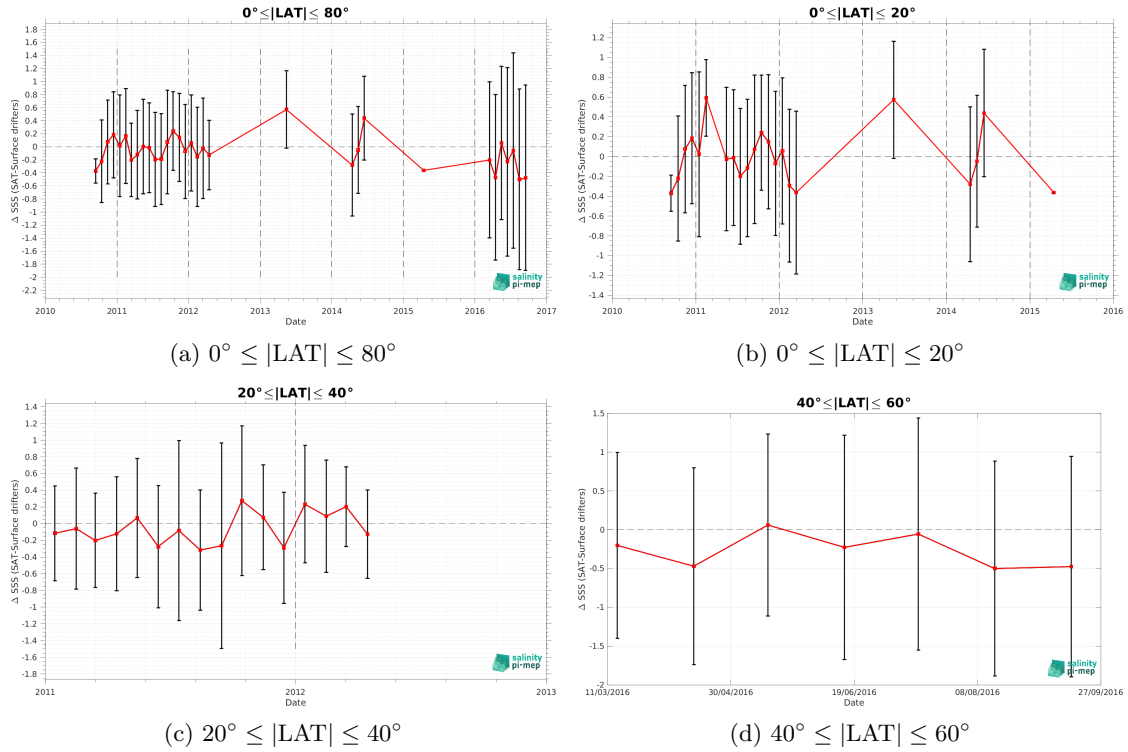 0°≤|LAT|≤ 80°
1.8
1.6
1.4
1.2
1
0.8
0.6
0.4
0.2
0
-0.2
-0.4
-0.6
-0.8
-1
-1.2
-1.4
-1.6
-1.8
-2
-2.2
Δ SSS (SAT-Surface drifters)
2010 2011 2012 2013 2014 2015 2016 2017
Date
salinity
pi-mep
(a) 0° ≤ |LAT| ≤ 80°
0°≤|LAT|≤ 20°
1.2
1
0.8
0.6
0.4
0.2
0
-0.2
-0.4
-0.6
-0.8
-1
-1.2
-1.4
Δ SSS (SAT-Surface drifters)
2010 2011 2012 2013 2014 2015 2016
Date
salinity
pi-mep
(b) 0° ≤ |LAT| ≤ 20°
20°≤|LAT|≤ 40°
1.4
1.2
1
0.8
0.6
0.4
0.2
0
-0.2
-0.4
-0.6
-0.8
-1
-1.2
-1.4
-1.6
-1.8
Δ SSS (SAT-Surface drifters)
2011 2012 2013
Date
salinity
pi-mep
(c) 20° ≤ |LAT| ≤ 40°
40°≤|LAT|≤ 60°
1.5
1
0.5
0
-0.5
-1
-1.5
-2
Δ SSS (SAT-Surface drifters)
11/03/2016 30/04/2016 19/06/2016 08/08/2016 27/09/2016
Date
salinity
pi-mep
(d) 40° ≤ |LAT| ≤ 60°